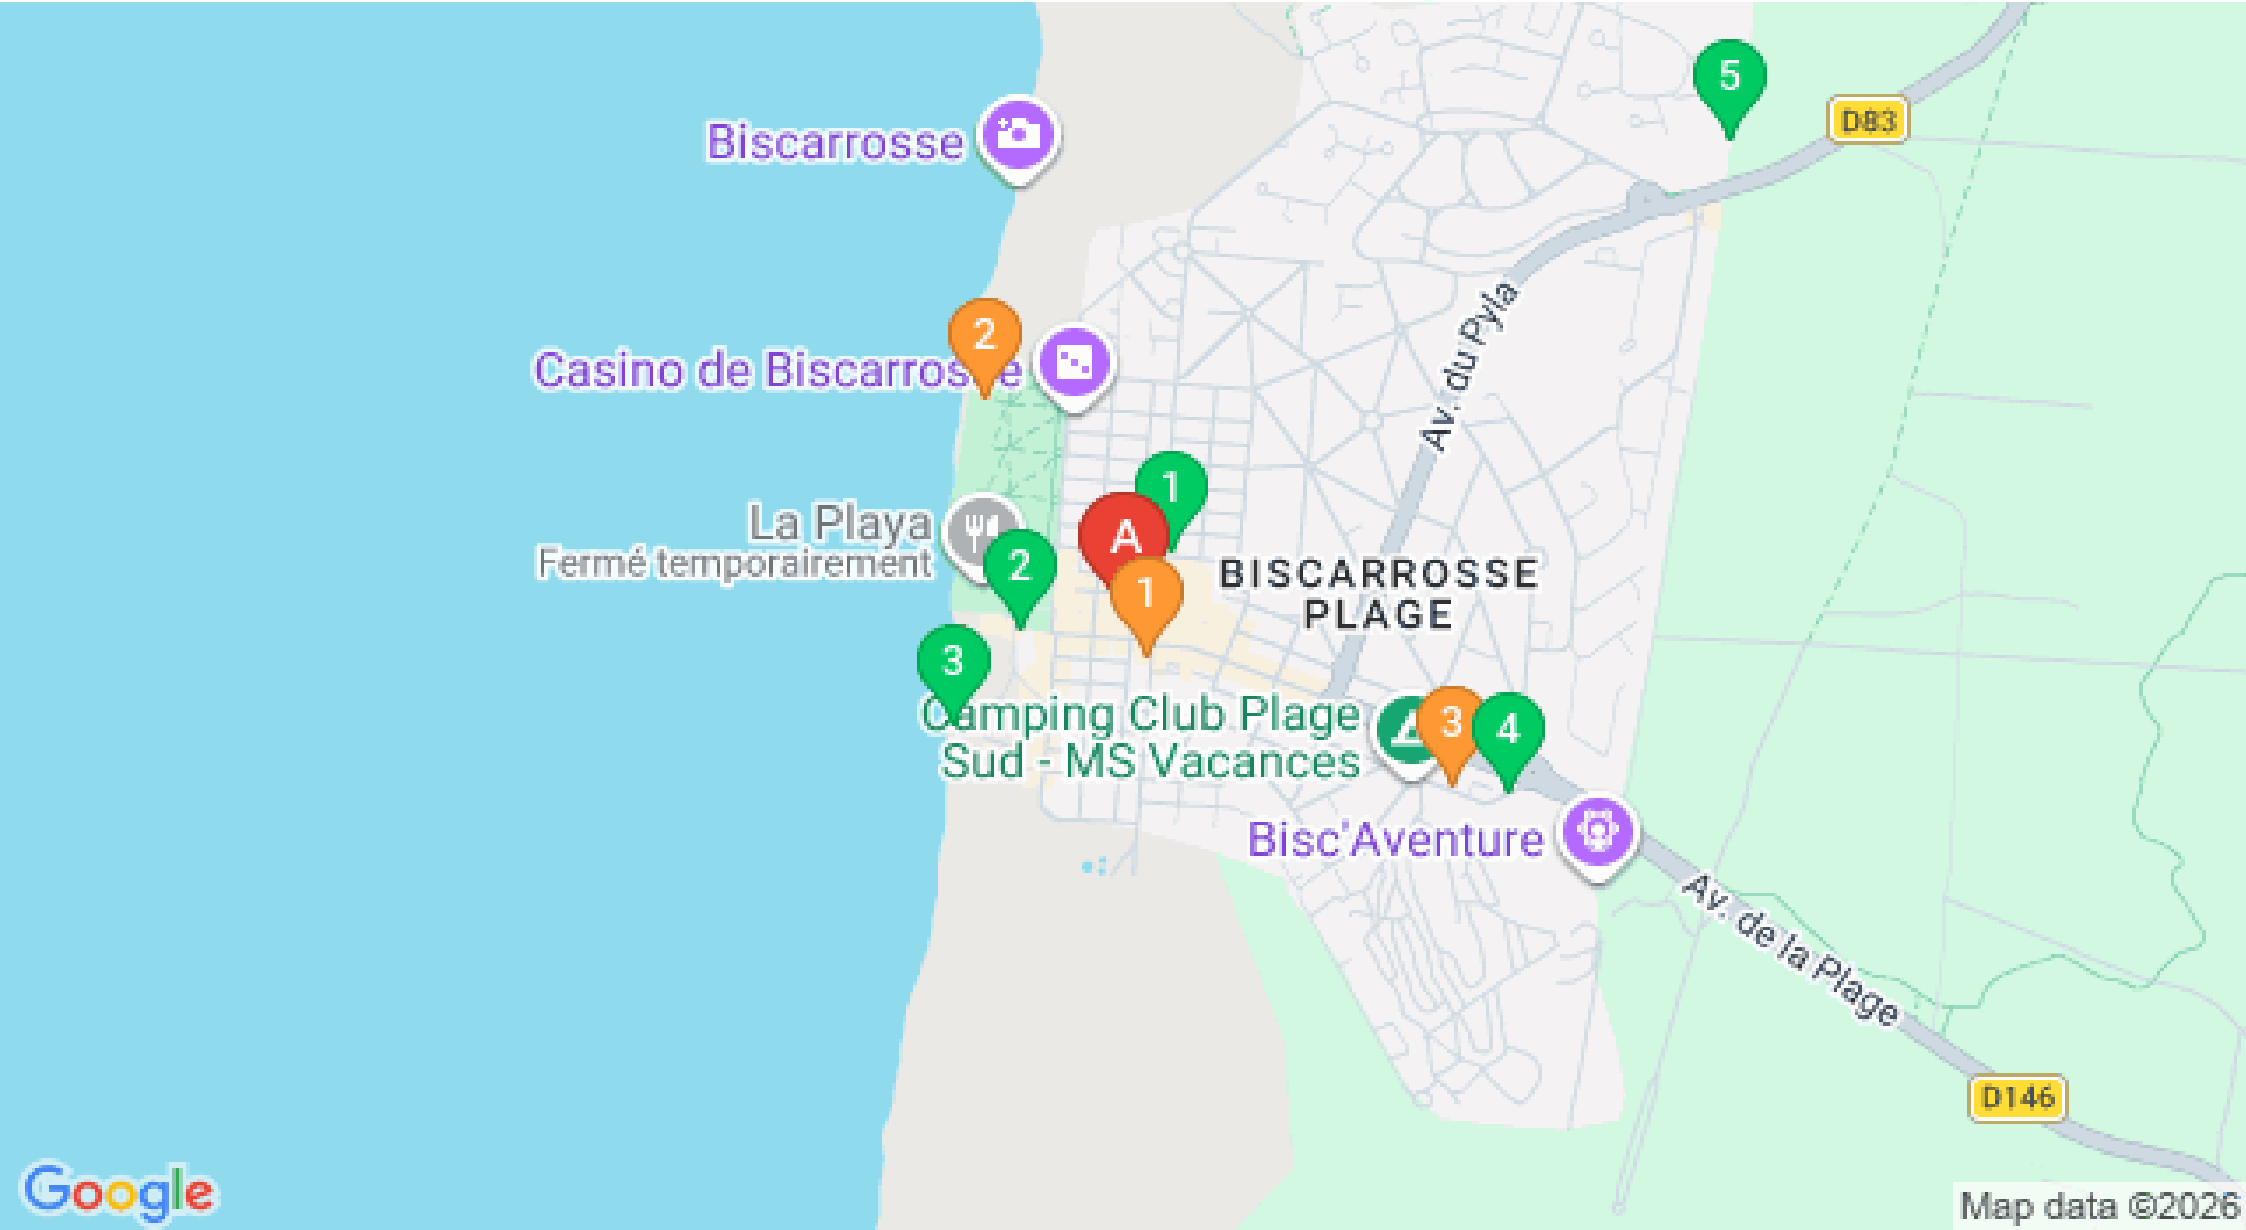 5
D83
Biscarrosse
2
Casino de Biscarrosse
Av. du Pyla
1
La Playa
Fermé temporairement
A
2
1
BISCARROSSE
PLAGE
3
Camping Club Plage
Sud - MS Vacances
3
4
Bisc'Aventure
Av. de la Plage
D146
Google
Map data ©2026